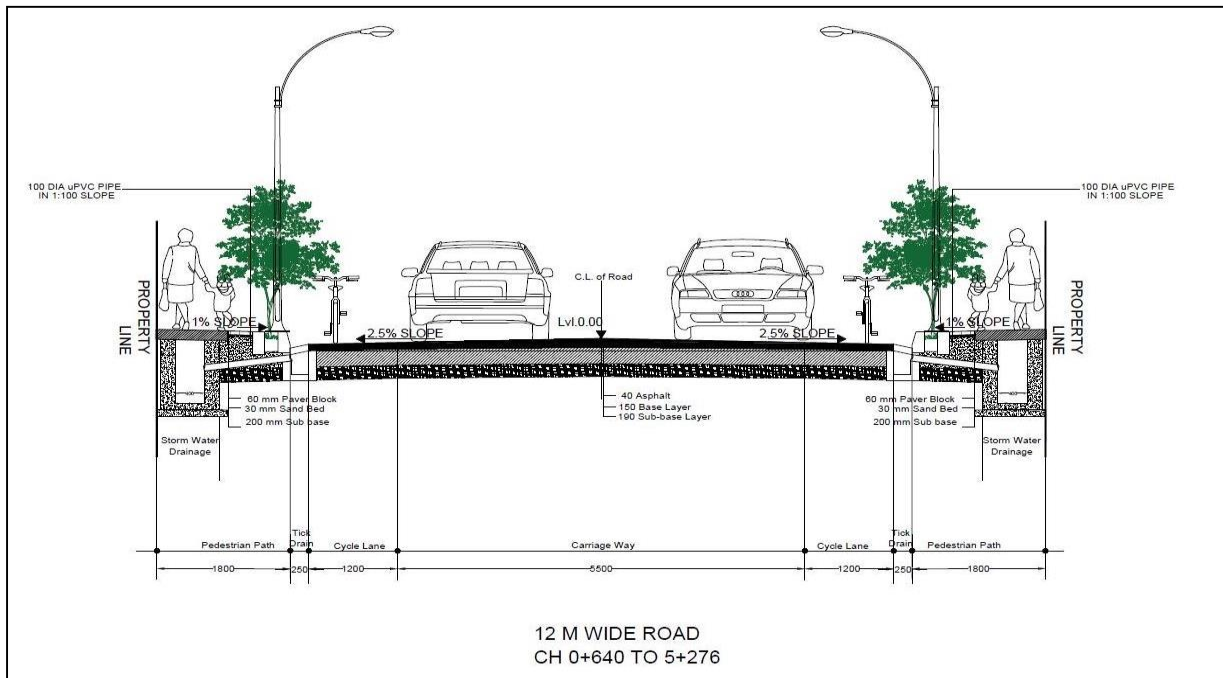 100 DIA uPVC PIPE
IN 1:100 SLOPE
100 DIA uPVC PIPE
IN 1:100 SLOPE
C.L. of Road
PROPERTY
LINE
PROPERTY
LINE
1% SLOPE
Lvl.0.00
1% SLOPE
2.5% SLOPE
2.5% SLOPE
60 mm Paver Block
30 mm Sand Bed
200 mm Sub base
40 Asphalt
150 Base Layer
190 Sub-base Layer
60 mm Paver Block
30 mm Sand Bed
200 mm Sub base
Storm Water
Drainage
Storm Water
Drainage
Pedestrian Path
Tick
Drain
Cycle Lane
Carriage Way
Cycle Lane
Tick
Drain
Pedestrian Path
1800
250
1200
5500
1200
250
1800
12 M WIDE ROAD
CH 0+640 TO 5+276